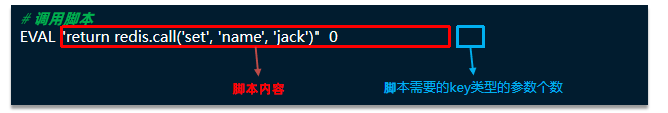 # 调用脚本
EVAL "return redis.call('set', 'name', 'jack')" 0
脚本内容
脚本需要的key类型的参数个数